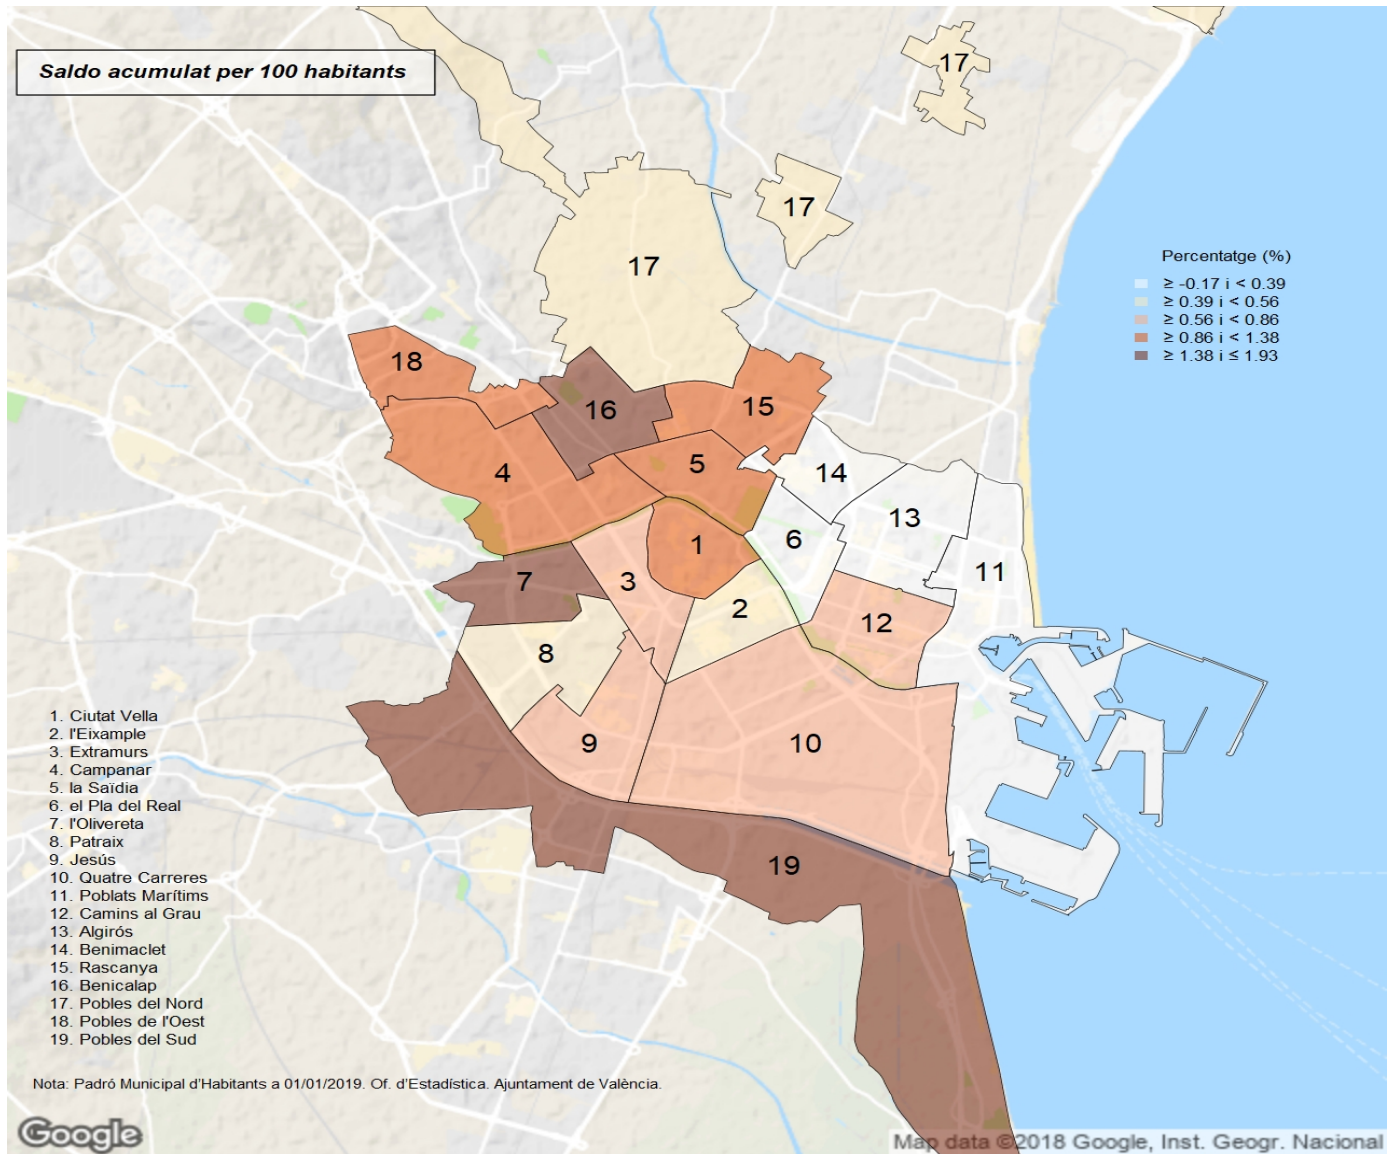 Saldo acumulat per 100 habitants
17
17
17
Percentatge (%)
≥ -0.17 i < 0.39
≥ 0.39 i < 0.56
≥ 0.56 i < 0.86
≥ 0.86 i < 1.38
≥ 1.38 i ≤ 1.93
18
16
15
4
5
14
13
1
6
11
7
3
2
12
8
9
10
19
1. Ciutat Vella
2. l'Eixample
3. Extramurs
4. Campanar
5. la Saïdia
6. el Pla del Real
7. l'Olivereta
8. Patraix
9. Jesús
10. Quatre Carreres
11. Poblats Marítims
12. Camins al Grau
13. Algirós
14. Benimaclet
15. Rascanya
16. Benicalap
17. Pobles del Nord
18. Pobles de l'Oest
19. Pobles del Sud
Nota: Padró Municipal d'Habitants a 01/01/2019. Of. d'Estadística. Ajuntament de València.
Google
Map data ©2018 Google, Inst. Geogr. Nacional